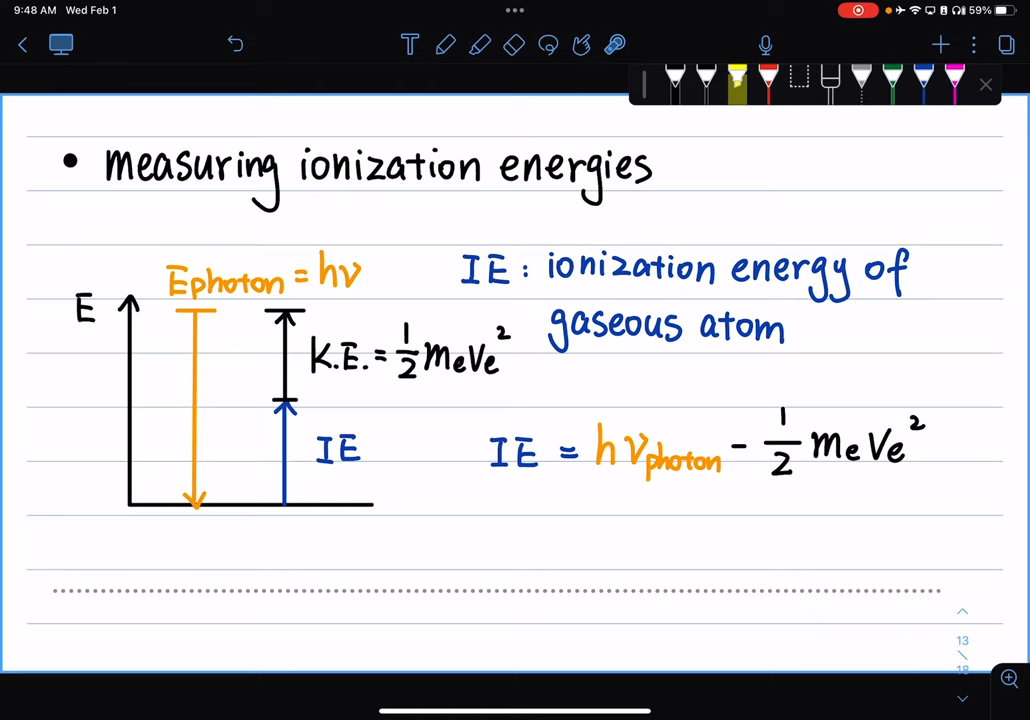 9:48 AM Wed Feb 1
59%
T
• measuring ionization energies
Ephoton = hν
IE : ionization energy of
gaseous atom
E
K.E. = 1/2 meve²
IE
IE = hνphoton - 1/2 meve²
13
18